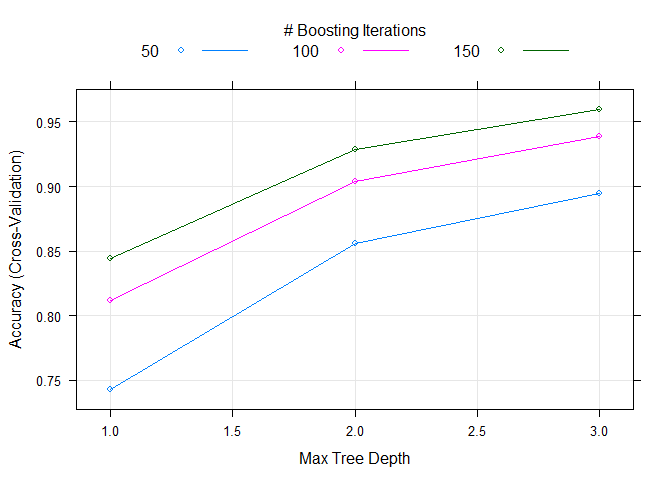 # Boosting Iterations
50 100 150
0.95
0.90
0.85
0.80
0.75
Accuracy (Cross-Validation)
1.0 1.5 2.0 2.5 3.0
Max Tree Depth